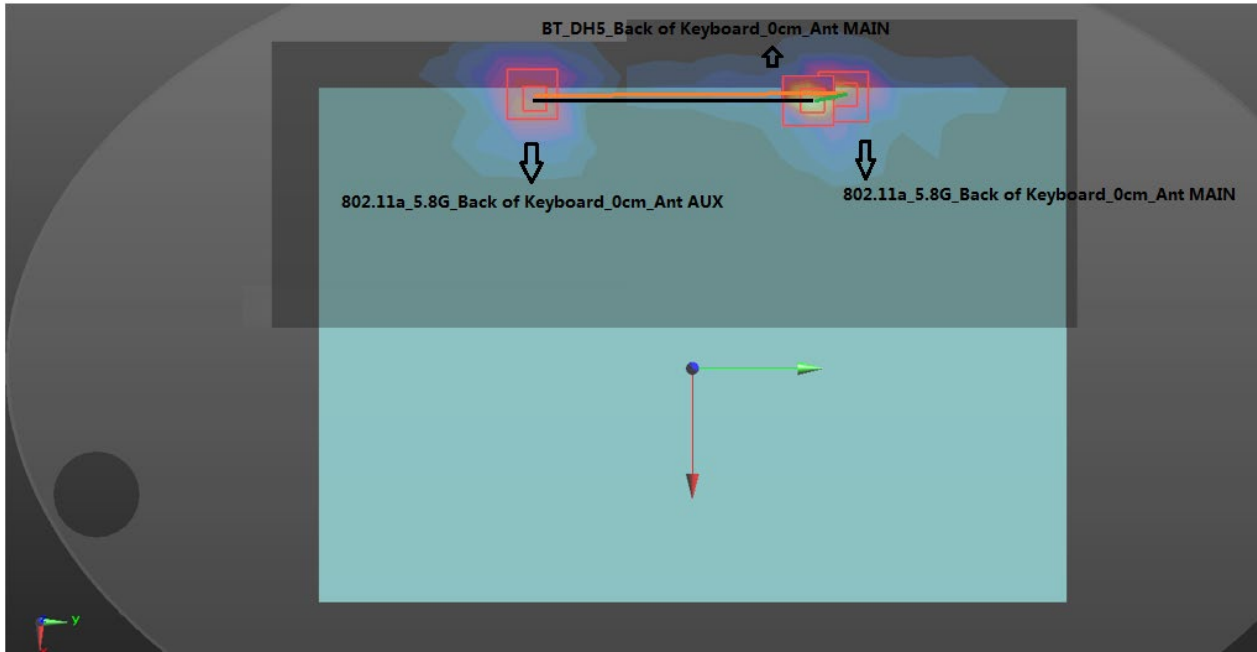 BT_DH5_Back of Keyboard_0cm_Ant MAIN
802.11a_5.8G_Back of Keyboard_0cm_Ant AUX
802.11a_5.8G_Back of Keyboard_0cm_Ant MAIN
y